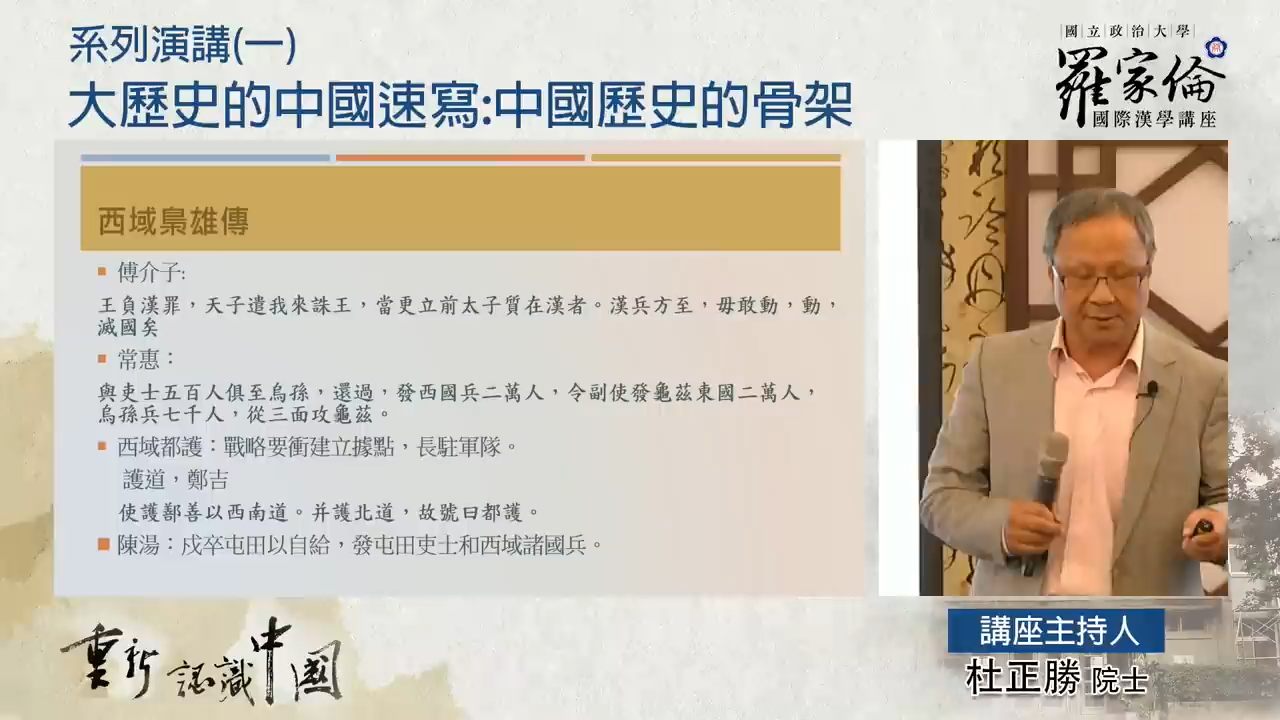 系列演講(一)
大歷史的中國速寫:中國歷史的骨架
國立政治大學
羅家倫
國際漢學講座
西域梟雄傳
傅介子:
王負漢罪，天子遣我來誅王，當更立前太子質在漢者。漢兵方至，毋敢動，動，
滅國矣
常惠：
與吏士五百人俱至烏孫，還過，發西國兵二萬人，令副使發龜茲東國二萬人，
烏孫兵七千人，從三面攻龜茲。
西域都護：戰略要衝建立據點，長駐軍隊。
護道，鄭吉
使護鄯善以西南道。并護北道，故號曰都護。
陳湯：戍卒屯田以自給，發屯田吏士和西域諸國兵。
重新認識中國
講座主持人
杜正勝 院士